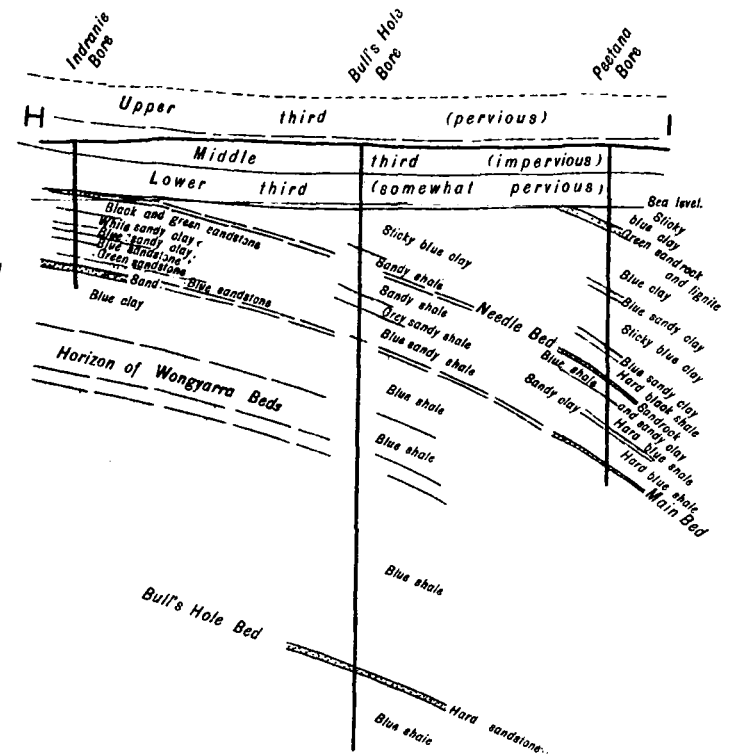 Indranie
Bore
Bull's Hole
Bore
Peetana
Bore
H
Upper third (pervious)
I
Middle third (impervious)
Lower third (somewhat pervious)
Sea level.
Black and green sandstone
White sandy clay
Blue sandy clay
Blue sandstone
Green sandstone
Sand
Blue sandstone
Blue clay
Horizon of Wongyarra Beds
Sticky blue clay
Sandy shale
Sandy shale
Grey sandy shale
Blue sandy shale
Blue shale
Blue shale
Blue shale
Bull's Hole Bed
Hard sandstone
Blue shale
Needle Bed
Sticky
blue clay
Green sandrock
and lignite
Blue clay
Blue sandy clay
Sticky blue clay
Blue sandy clay
Hard black shale
Sandrock
Blue shale
and sandy clay
Sandy clay
Hard blue shale
Hard blue shale
Main Bed